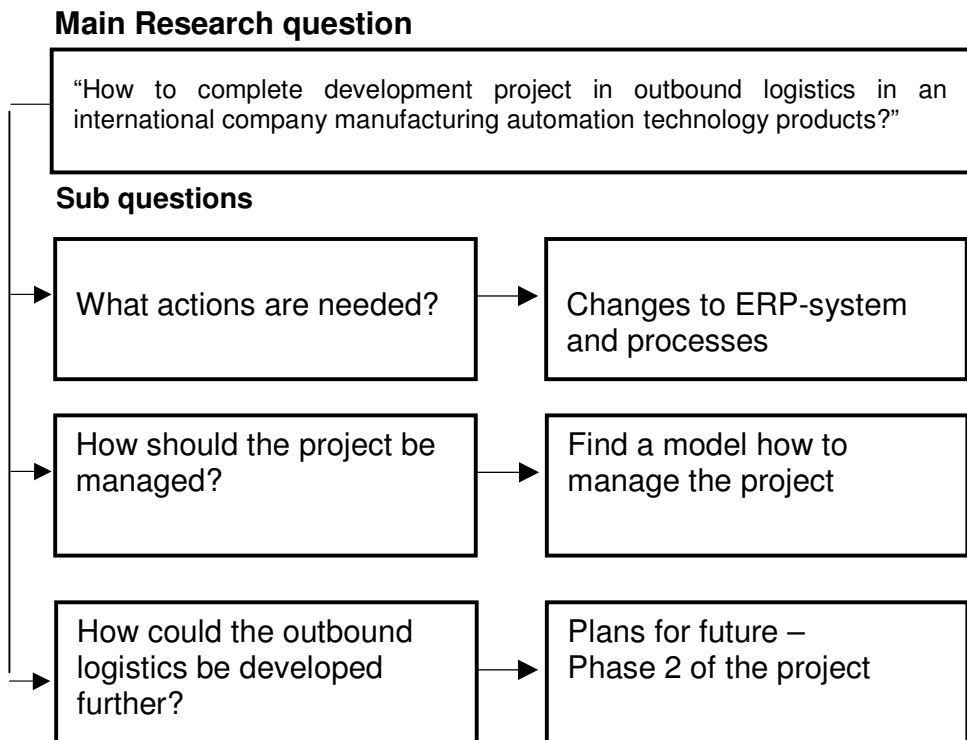 Main Research question
“How to complete development project in outbound logistics in an
international company manufacturing automation technology products?”
Sub questions
What actions are needed?
Changes to ERP-system
and processes
How should the project be
managed?
Find a model how to
manage the project
How could the outbound
logistics be developed
further?
Plans for future –
Phase 2 of the project